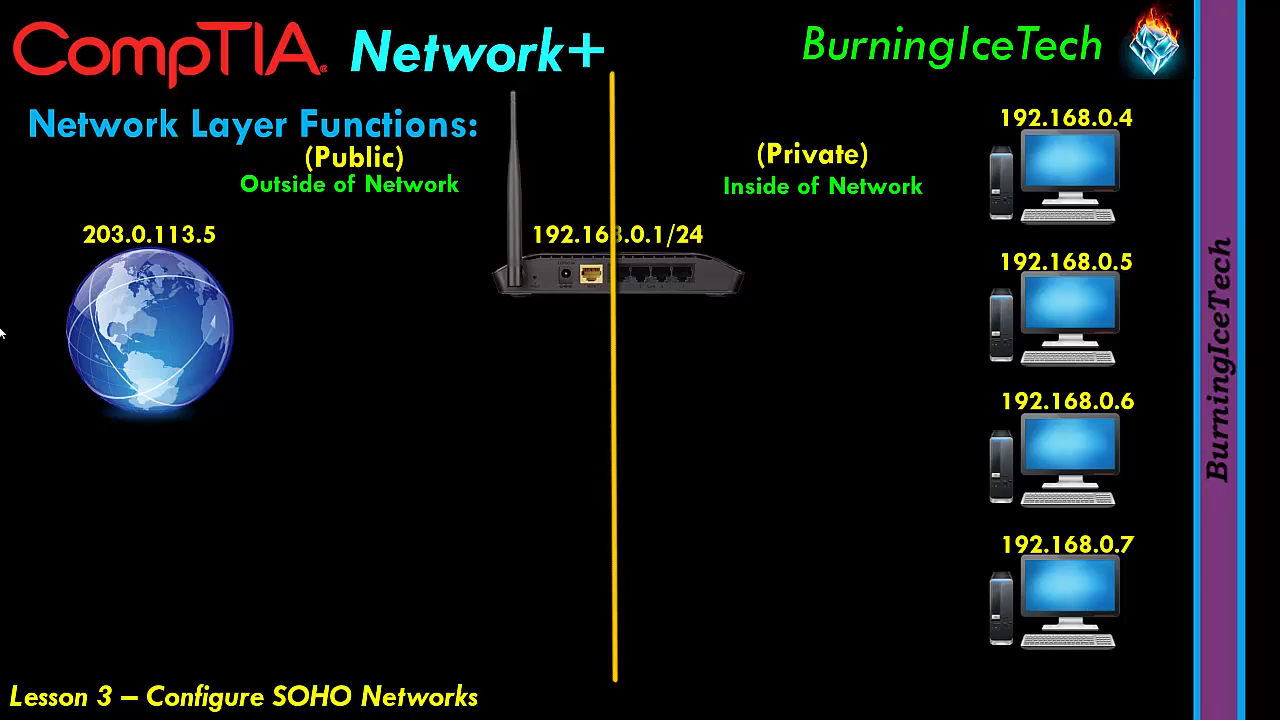 CompTIA® Network+
BurningIceTech
Network Layer Functions:
(Public)
Outside of Network
(Private)
Inside of Network
203.0.113.5
192.168.0.1/24
192.168.0.4
192.168.0.5
192.168.0.6
192.168.0.7
Lesson 3 – Configure SOHO Networks
BurningIceTech